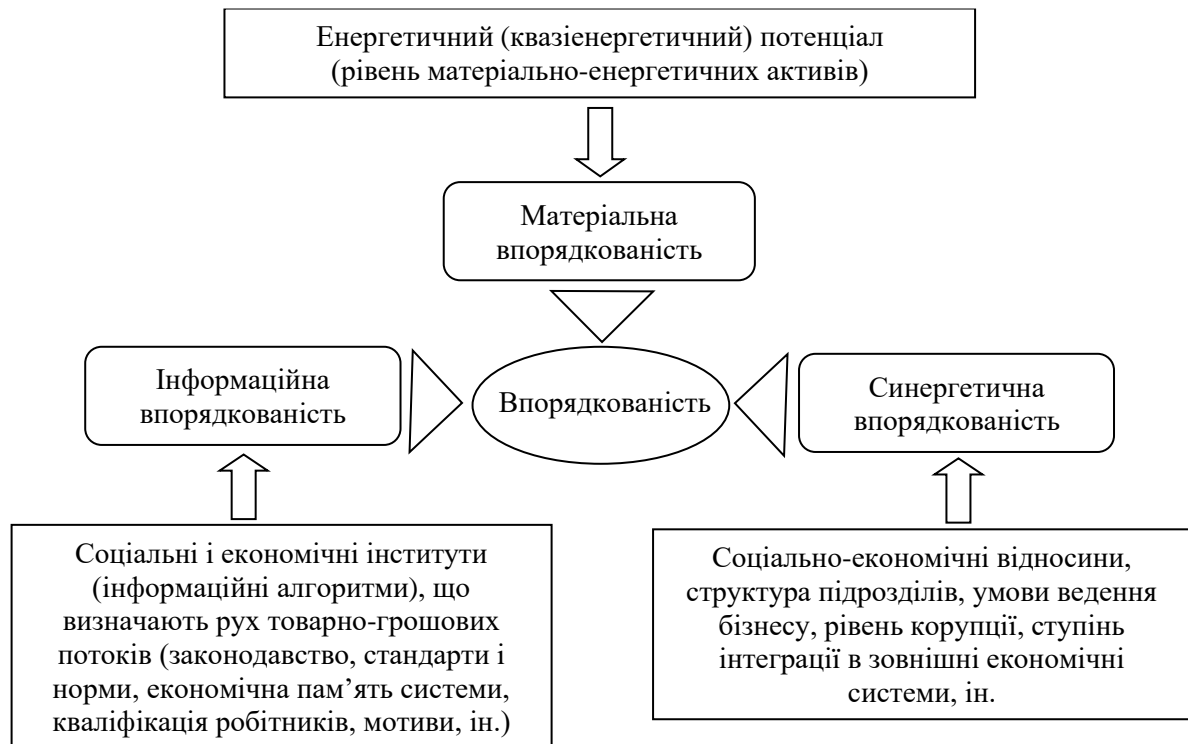 Енергетичний (квазіенергетичний) потенціал
(рівень матеріально-енергетичних активів)
Матеріальна
впорядкованість
Інформаційна
впорядкованість
Впорядкованість
Синергетична
впорядкованість
Соціальні і економічні інститути
(інформаційні алгоритми), що
визначають рух товарно-грошових
потоків (законодавство, стандарти і
норми, економічна пам’ять системи,
кваліфікація робітників, мотиви, ін.)
Соціально-економічні відносини,
структура підрозділів, умови ведення
бізнесу, рівень корупції, ступінь
інтеграції в зовнішні економічні
системи, ін.